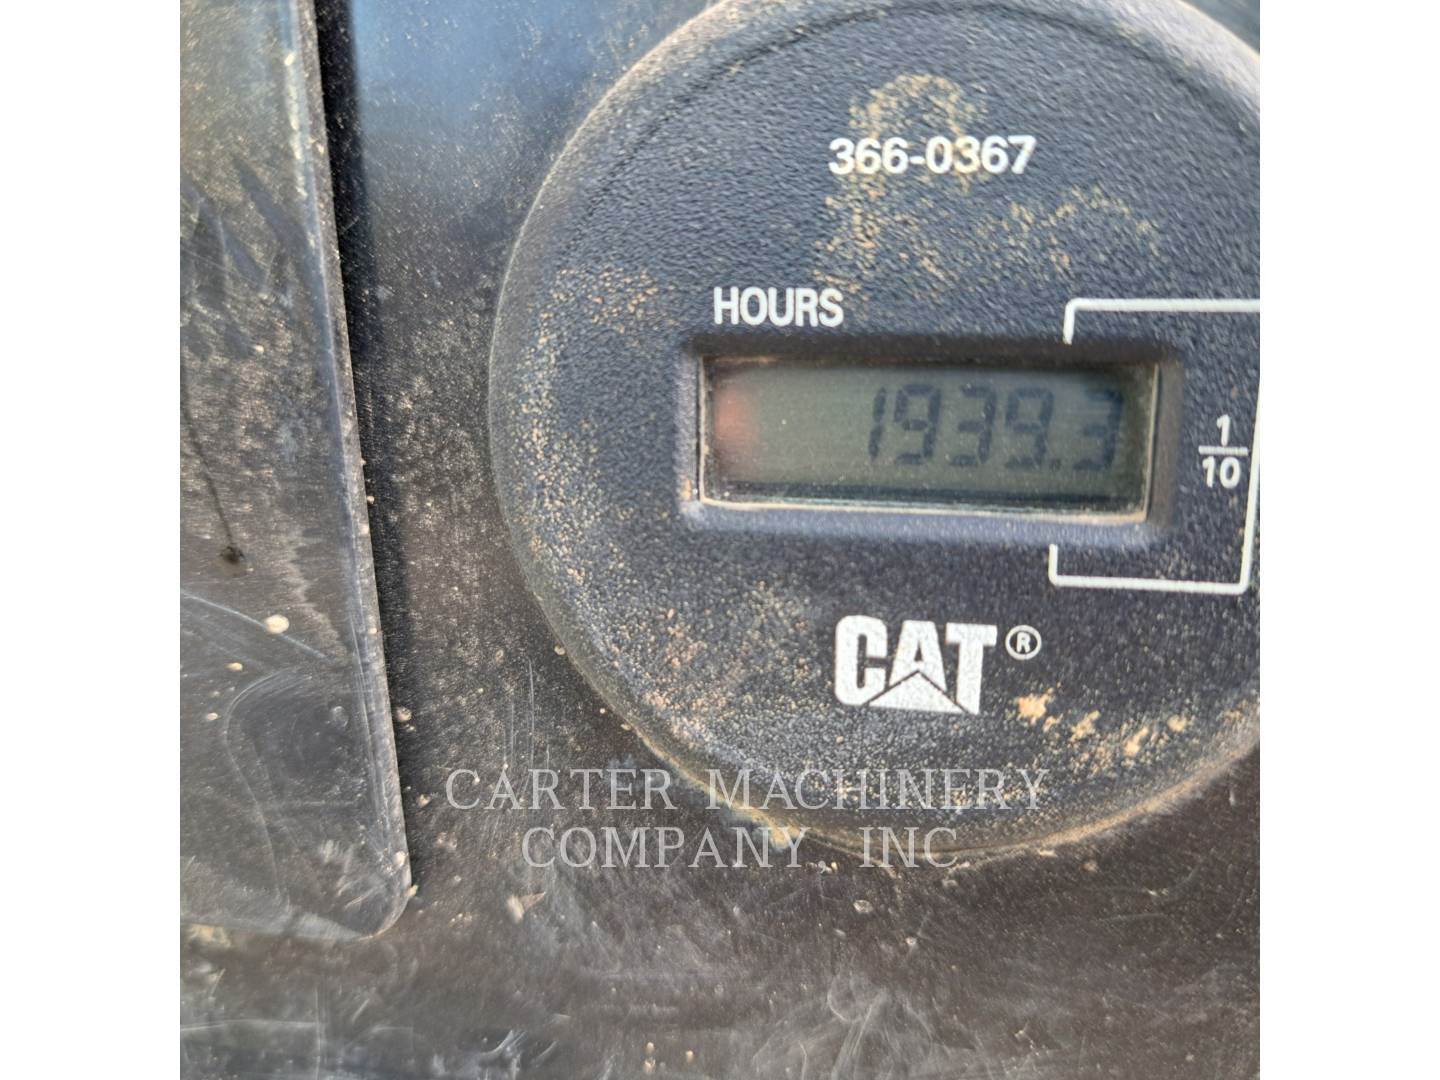 366-0367
HOURS
1939.3
1
10
CAT®
CARTER MACHINERY
COMPANY, INC